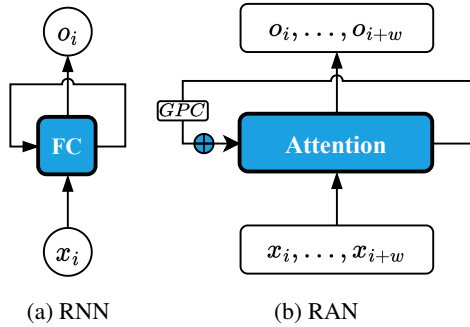 o_i
o_i, ..., o_{i+w}
GPC
FC
Attention
x_i
x_i, ..., x_{i+w}
(a) RNN
(b) RAN